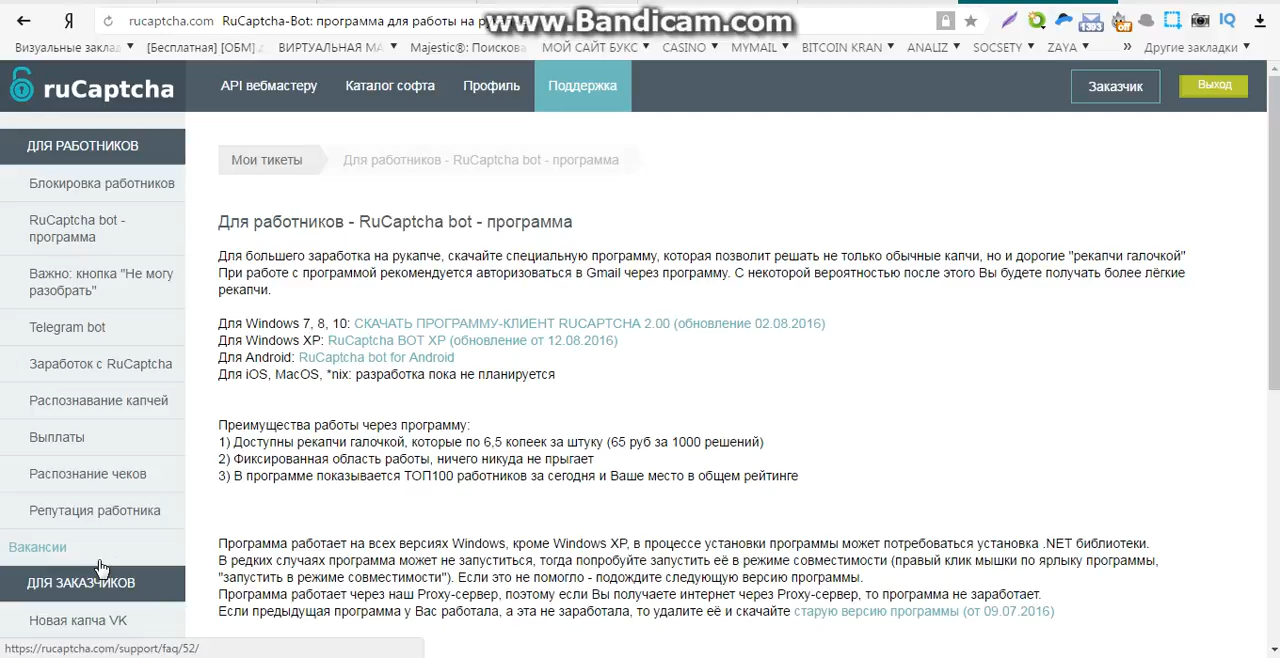 Я rucaptcha.com RuCaptcha-Bot: программа для работы на р
www.Bandicam.com
1393 off IQ
Визуальные заклад [Бесплатная] [ОБМ] ВИРТУАЛЬНАЯ МА Majestic®: Поискова МОЙ САЙТ БУКС CASINO MYMAIL BITCOIN KRAN ANALIZ SOCSETY ZAYA » Другие закладки
ruCaptcha API вебмастеру Каталог софта Профиль Поддержка Заказчик Выход
ДЛЯ РАБОТНИКОВ
Блокировка работников
RuCaptcha bot -
программа
Важно: кнопка "Не могу
разобрать"
Telegram bot
Заработок с RuCaptcha
Распознавание капчей
Выплаты
Распознание чеков
Репутация работника
Вакансии
ДЛЯ ЗАКАЗЧИКОВ
Новая капча VK
Мои тикеты Для работников - RuCaptcha bot - программа
Для работников - RuCaptcha bot - программа
Для большего заработка на рукапче, скачайте специальную программу, которая позволит решать не только обычные капчи, но и дорогие "рекапчи галочкой"
При работе с программой рекомендуется авторизоваться в Gmail через программу. С некоторой вероятностью после этого Вы будете получать более лёгкие
рекапчи.
Для Windows 7, 8, 10: СКАЧАТЬ ПРОГРАММУ-КЛИЕНТ RUCAPTCHA 2.00 (обновление 02.08.2016)
Для Windows XP: RuCaptcha BOT XP (обновление от 12.08.2016)
Для Android: RuCaptcha bot for Android
Для iOS, MacOS, *nix: разработка пока не планируется
Преимущества работы через программу:
1) Доступны рекапчи галочкой, которые по 6,5 копеек за штуку (65 руб за 1000 решений)
2) Фиксированная область работы, ничего никуда не прыгает
3) В программе показывается ТОП100 работников за сегодня и Ваше место в общем рейтинге
Программа работает на всех версиях Windows, кроме Windows XP, в процессе установки программы может потребоваться установка .NET библиотеки.
В редких случаях программа может не запуститься, тогда попробуйте запустить её в режиме совместимости (правый клик мышки по ярлыку программы,
"запустить в режиме совместимости"). Если это не помогло - подождите следующую версию программы.
Программа работает через наш Proxy-сервер, поэтому если Вы получаете интернет через Proxy-сервер, то программа не заработает.
Если предыдущая программа у Вас работала, а эта не заработала, то удалите её и скачайте старую версию программы (от 09.07.2016)
https://rucaptcha.com/support/faq/52/